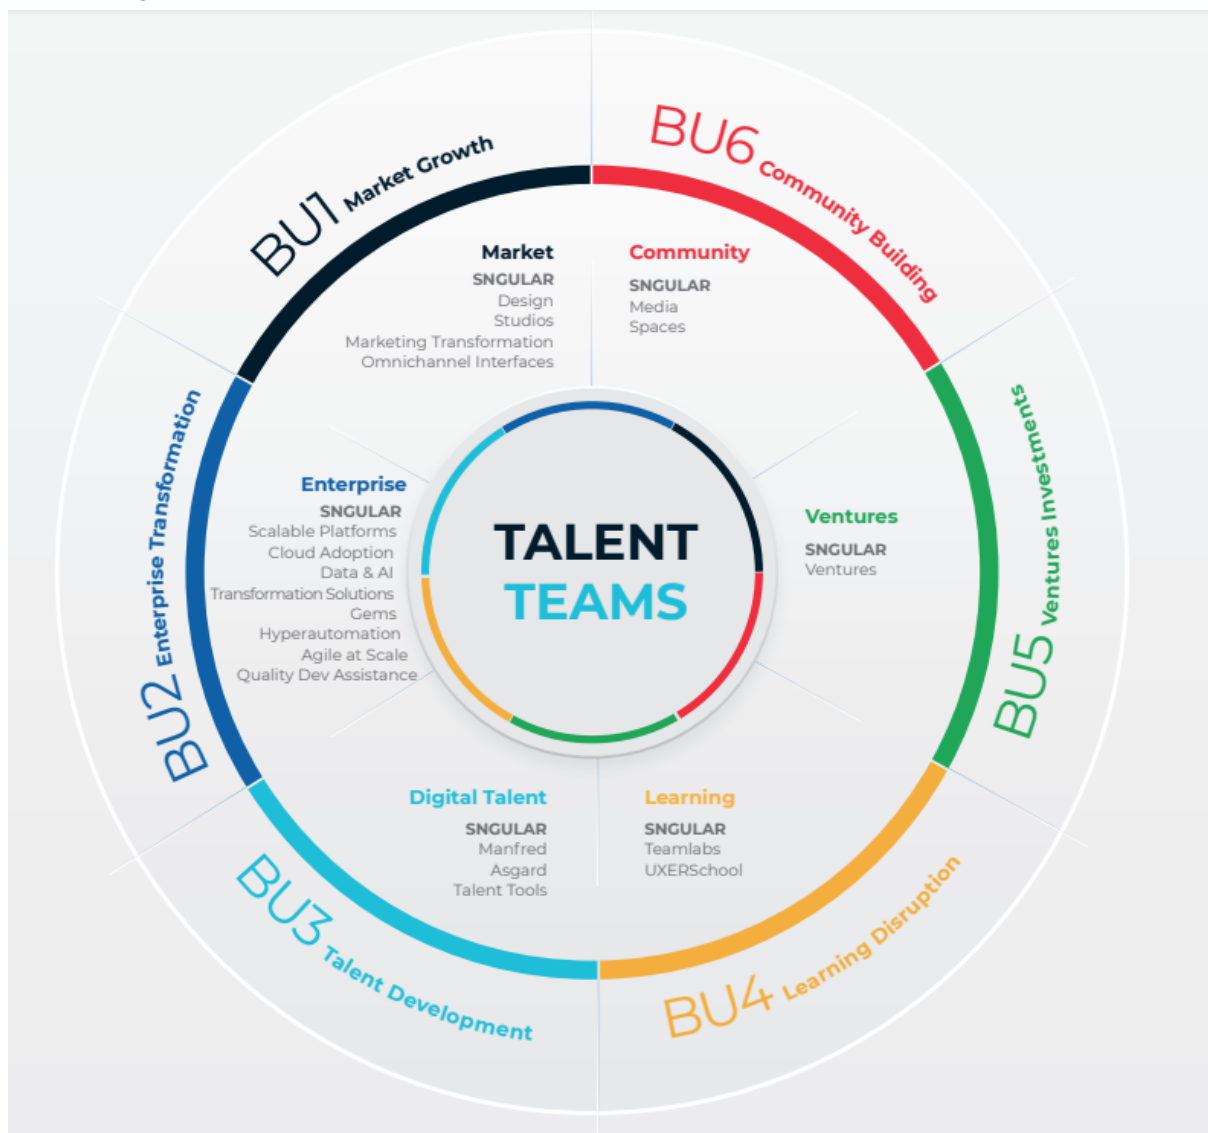 BU1 Market Growth
Market
SNGULAR
Design
Studios
Marketing Transformation
Omnichannel Interfaces
BU6 Community Building
Community
SNGULAR
Media
Spaces
BU2 Enterprise Transformation
Enterprise
SNGULAR
Scalable Platforms
Cloud Adoption
Data & AI
Transformation Solutions
Gems
Hyperautomation
Agile at Scale
Quality Dev Assistance
TALENT
TEAMS
BU5 Ventures Investments
Ventures
SNGULAR
Ventures
BU3 Talent Development
Digital Talent
SNGULAR
Manfred
Asgard
Talent Tools
BU4 Learning Disruption
Learning
SNGULAR
Teamlabs
UXERSchool